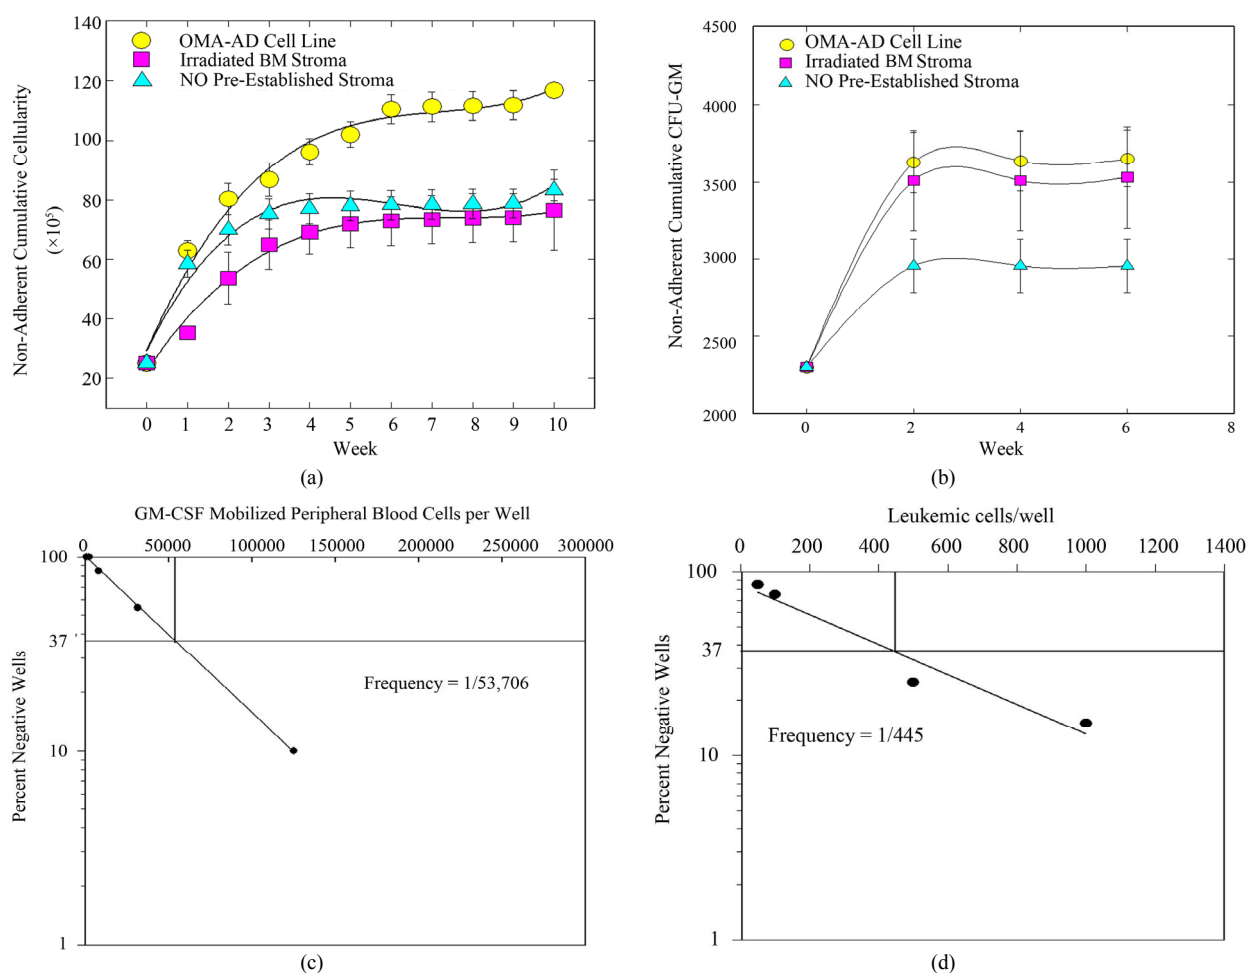 140
120
100
80
60
40
20
Non-Adherent Cumulative Cellularity
(×10⁵)
OMA-AD Cell Line
Irradiated BM Stroma
NO Pre-Established Stroma
0 1 2 3 4 5 6 7 8 9 10
Week
(a)
4500
4000
3500
3000
2500
2000
Non-Adherent Cumulative CFU-GM
OMA-AD Cell Line
Irradiated BM Stroma
NO Pre-Established Stroma
0 2 4 6 8
Week
(b)
GM-CSF Mobilized Peripheral Blood Cells per Well
0 50000 100000 150000 200000 250000 300000
100
37
10
1
Percent Negative Wells
Frequency = 1/53,706
(c)
Leukemic cells/well
0 200 400 600 800 1000 1200 1400
100
37
10
1
Percent Negative Wells
Frequency = 1/445
(d)